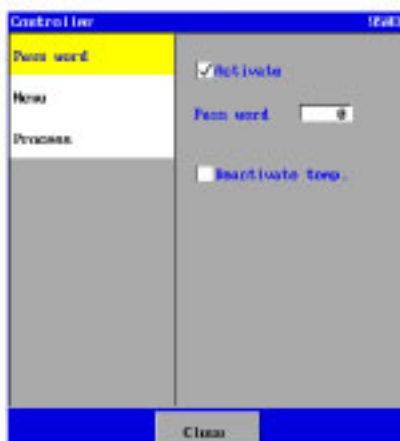 Controller
Pass word
Activate
Menu
Pass word 0
Process
Deactivate temp.
Close